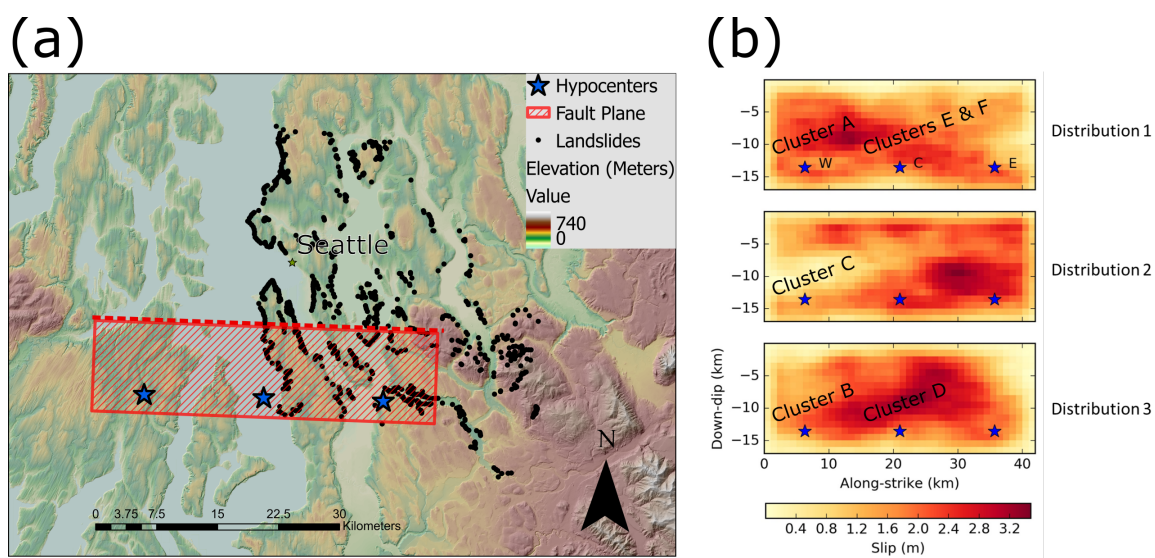 (a)
Hypocenters
Fault Plane
Landslides
Elevation (Meters)
Value
740
0
Seattle
N
0 3.75 7.5 15 22.5 30
Kilometers
(b)
−5
−10
−15
Cluster A
Clusters E & F
W
C
E
Distribution 1
−5
−10
−15
Cluster C
Distribution 2
−5
−10
−15
Cluster B
Cluster D
Distribution 3
Down-dip (km)
0 10 20 30 40
Along-strike (km)
0.4 0.8 1.2 1.6 2.0 2.4 2.8 3.2
Slip (m)